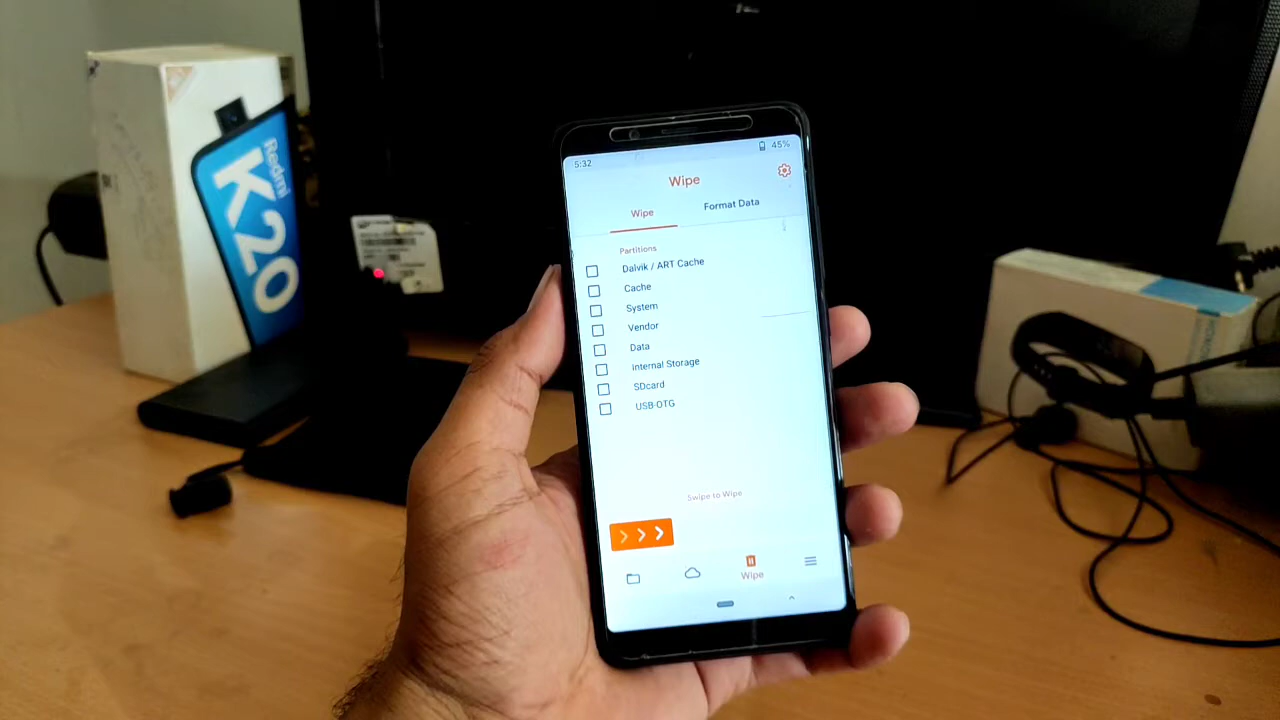 Redmi
K20
5:32
45%
Wipe
Wipe
Format Data
Partitions
Dalvik / ART Cache
Cache
System
Vendor
Data
Internal Storage
SDcard
USB-OTG
Swipe to Wipe
Wipe